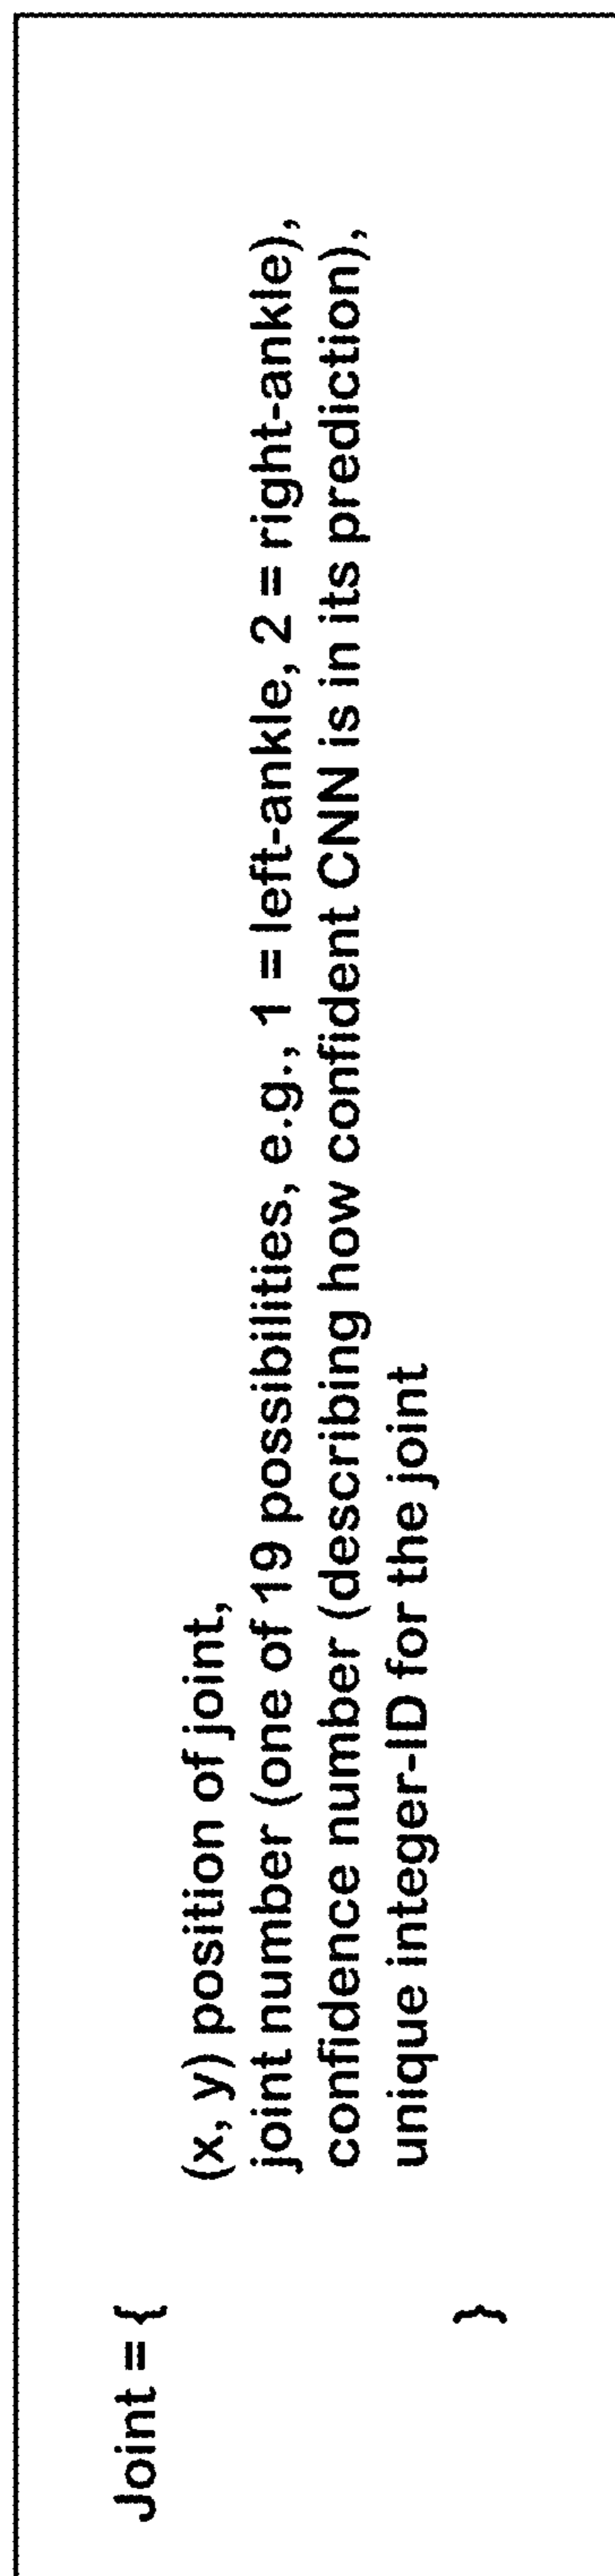 Joint = {
(x, y) position of joint,
joint number (one of 19 possibilities, e.g., 1 = left-ankle, 2 = right-ankle),
confidence number (describing how confident CNN is in its prediction),
unique integer-ID for the joint
}